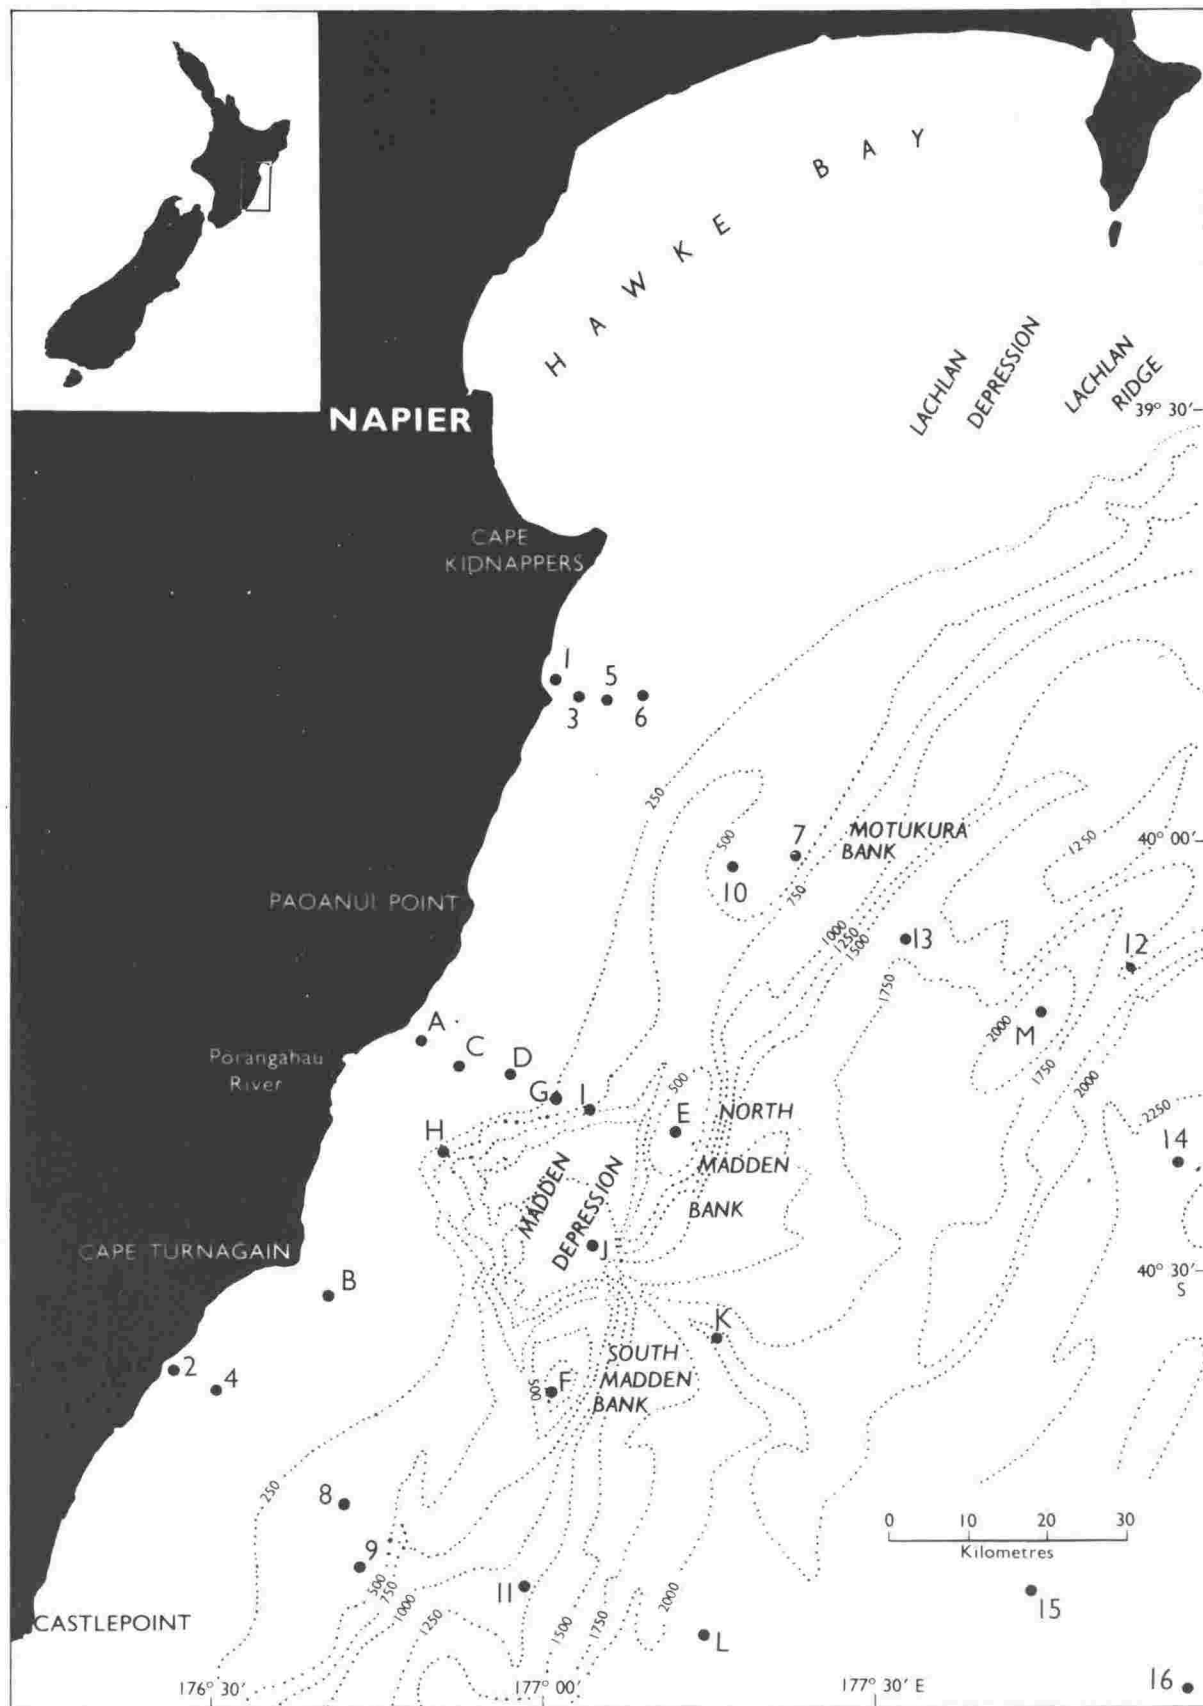 HAWKE BAY
LACHLAN
DEPRESSION
LACHLAN
RIDGE
39° 30′
NAPIER
CAPE
KIDNAPPERS
1
5
3
6
250
500
7
MOTUKURA
BANK
10
750
1250
40° 00′
PAOANUI POINT
1000
1250
1500
13
1750
12
2000
M
1750
2000
A
C
D
Porangahau
River
G
I
500
E
NORTH
MADDEN
BANK
2250
14
H
MADDEN
DEPRESSION
J
CAPE TURNAGAIN
B
40° 30′
S
K
SOUTH
MADDEN
BANK
500
F
2
4
250
8
9
500
750
1000
1250
11
1500
1750
2000
L
0 10 20 30
Kilometres
15
CASTLEPOINT
176° 30′
177° 00′
177° 30′ E
16